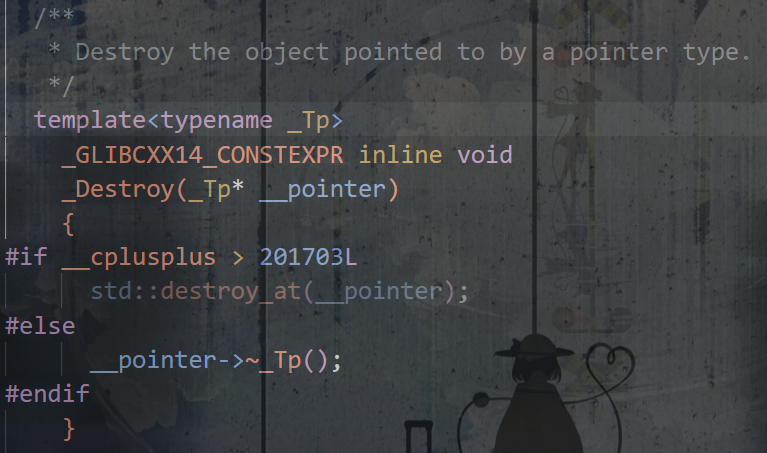 /**
 * Destroy the object pointed to by a pointer type.
 */
template<typename _Tp>
_GLIBCXX14_CONSTEXPR inline void
_Destroy(_Tp* __pointer)
{
#if __cplusplus > 201703L
std::destroy_at(__pointer);
#else
__pointer->~_Tp();
#endif
}